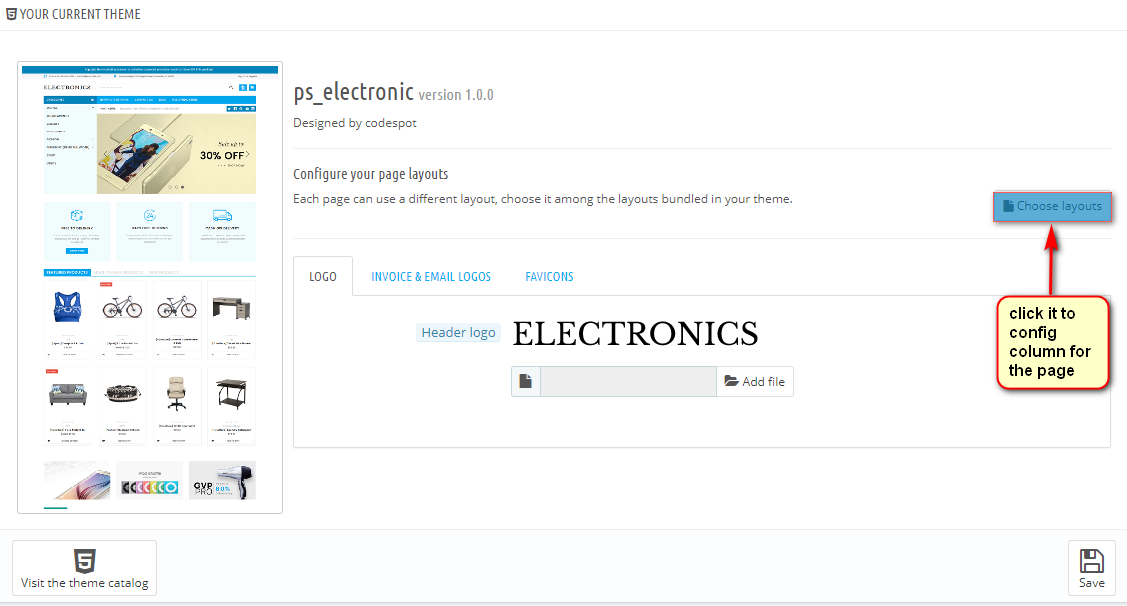 YOUR CURRENT THEME
ELECTRONICS
30% OFF
FEATURED PRODUCTS
ps_electronic version 1.0.0
Designed by codespot
Configure your page layouts
Each page can use a different layout, choose it among the layouts bundled in your theme.
Choose layouts
LOGO
INVOICE & EMAIL LOGOS
FAVICONS
click it to
config
column for
the page
Header logo
ELECTRONICS
Add file
Visit the theme catalog
Save